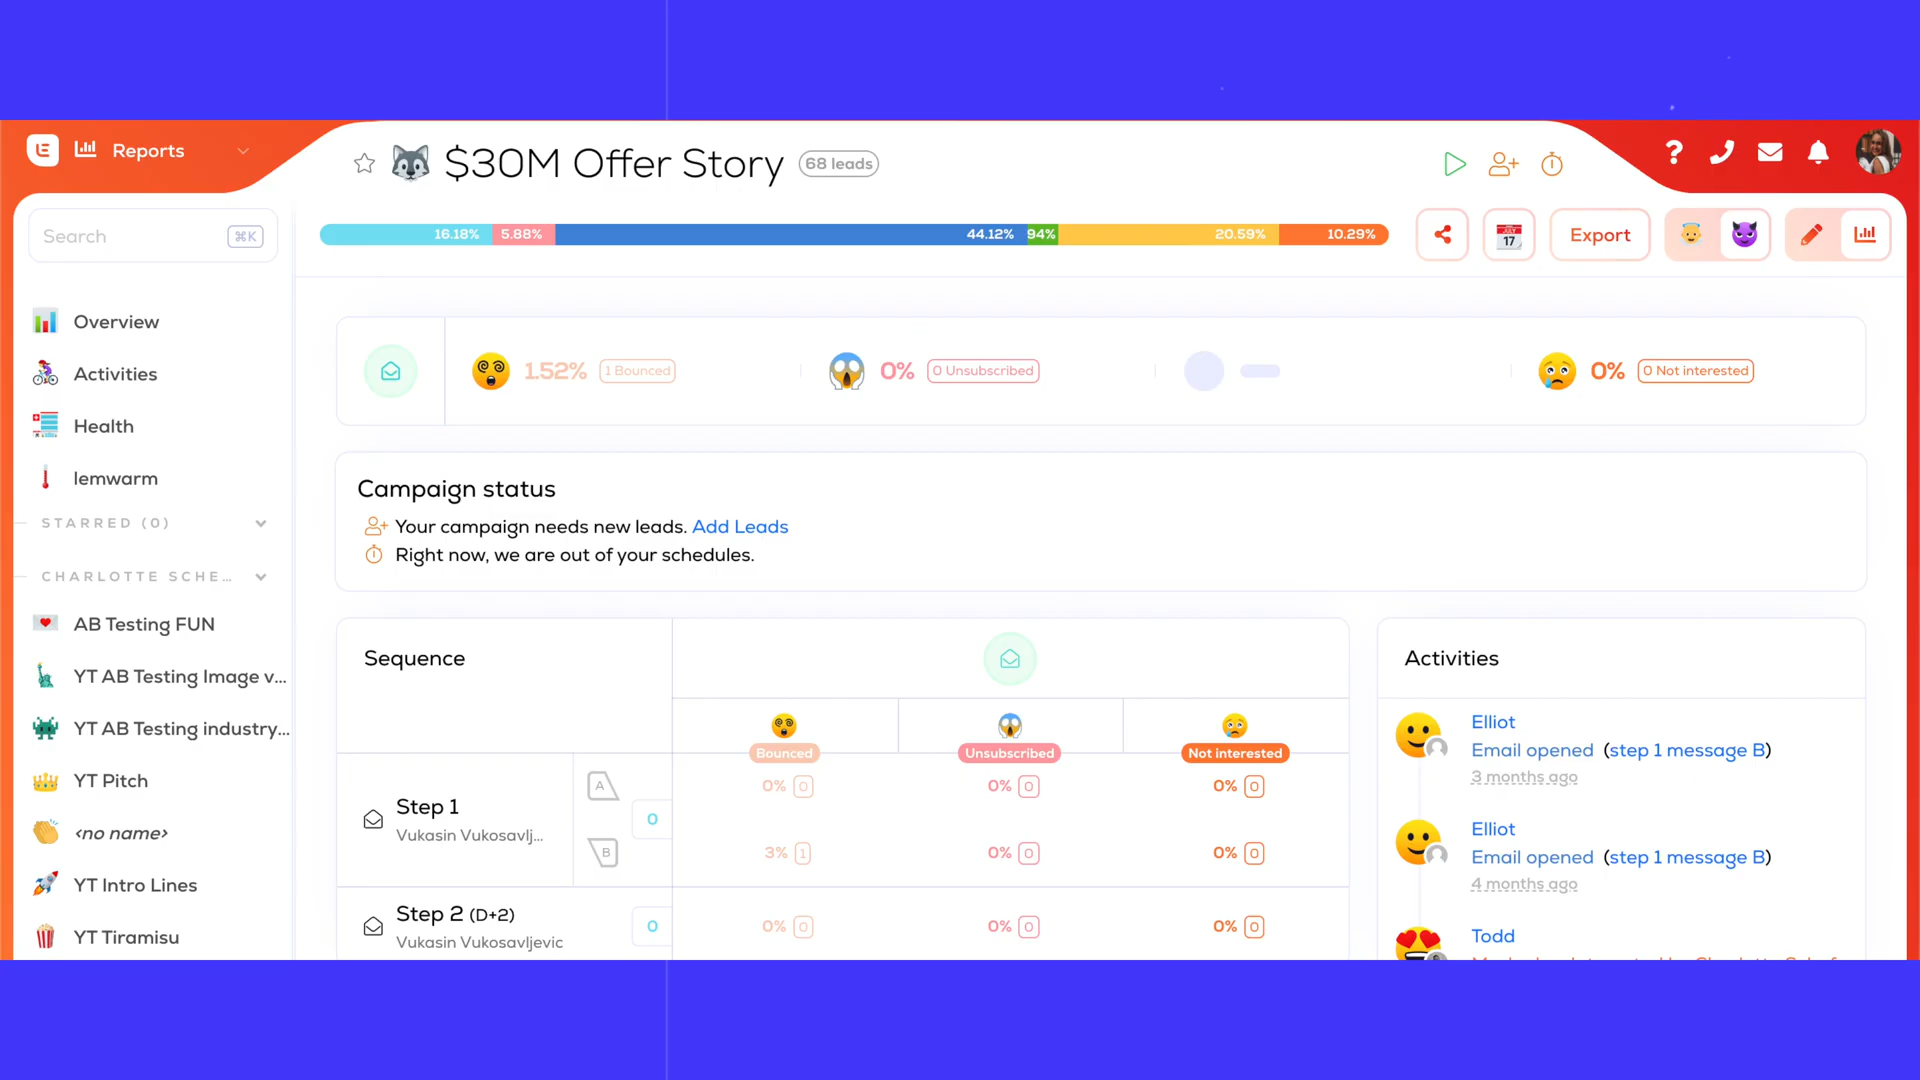 Reports
$30M Offer Story
68 leads
Search
⌘K
16.18%
5.88%
44.12%
94%
20.59%
10.29%
JULY
17
Export
Overview
Activities
Health
lemwarm
STARRED (0)
CHARLOTTE SCHE...
AB Testing FUN
YT AB Testing Image v...
YT AB Testing industry...
YT Pitch
<no name>
YT Intro Lines
YT Tiramisu
1.52%
1 Bounced
0%
0 Unsubscribed
0%
0 Not interested
Campaign status
Your campaign needs new leads. Add Leads
Right now, we are out of your schedules.
Sequence
Bounced
Unsubscribed
Not interested
Step 1
Vukasin Vukosavlj...
A
B
0
0% 0
0% 0
0% 0
3% 1
0% 0
0% 0
Step 2 (D+2)
Vukasin Vukosavljevic
0
0% 0
0% 0
0% 0
Activities
Elliot
Email opened (step 1 message B)
3 months ago
Elliot
Email opened (step 1 message B)
4 months ago
Todd